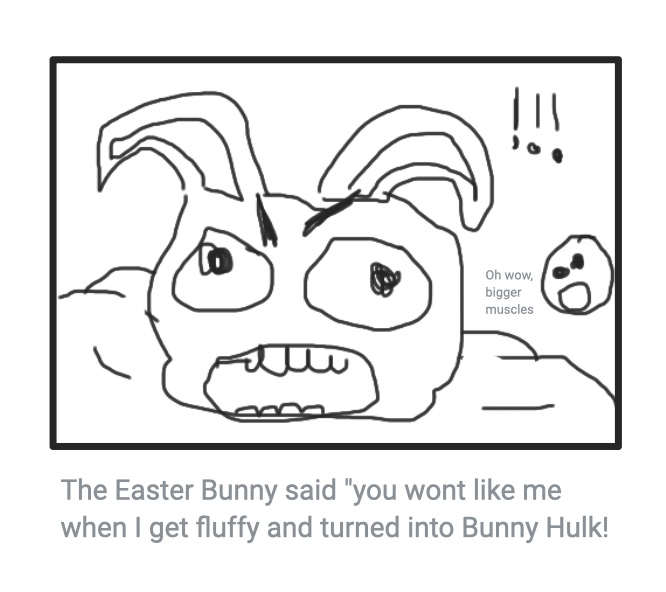 !!!
Oh wow,
bigger
muscles
The Easter Bunny said "you wont like me
when I get fluffy and turned into Bunny Hulk!